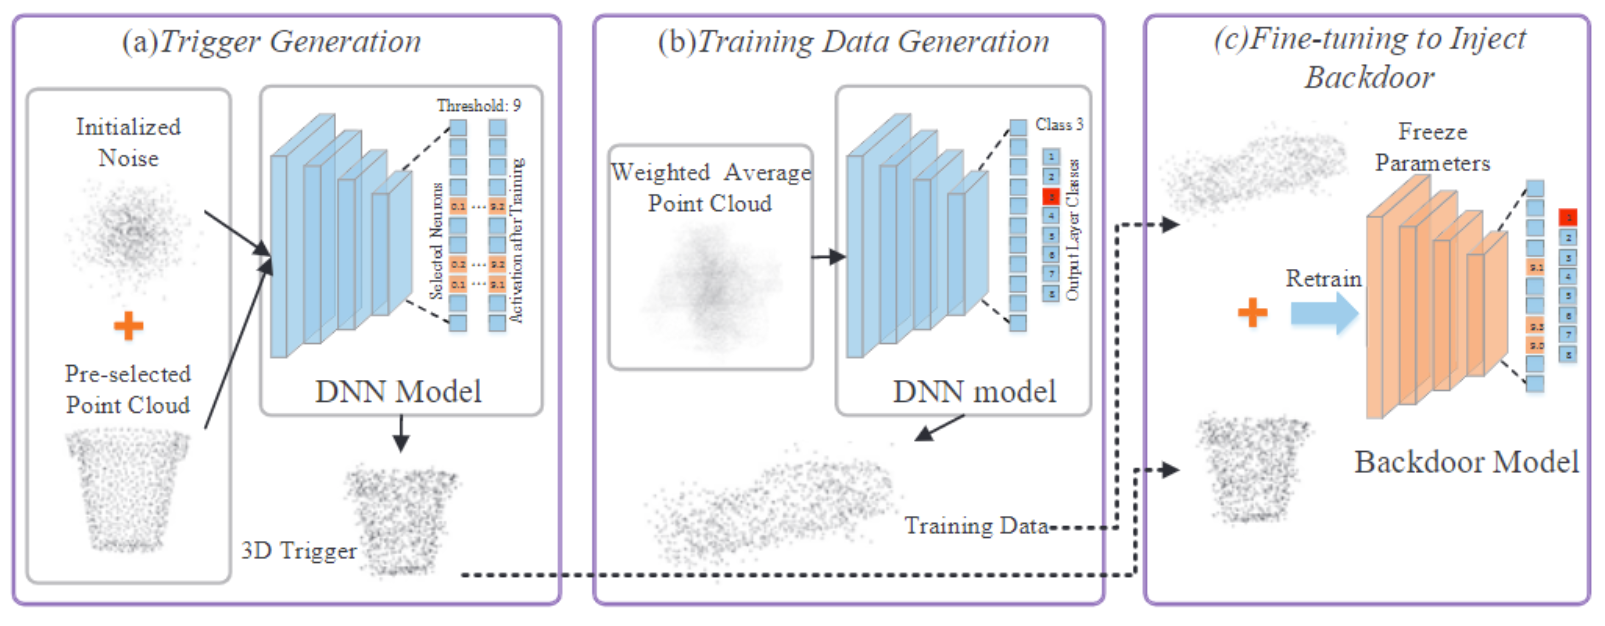 (a)Trigger Generation
Initialized
Noise
Pre-selected
Point Cloud
Threshold: 9
Selected Neurons
0.1 ... 9.2
0.2 ... 9.2
0.1 ... 9.1
Activation after Training
DNN Model
3D Trigger
(b)Training Data Generation
Weighted Average
Point Cloud
Class 3
1
2
3
4
5
6
7
8
Output Layer Classes
DNN model
Training Data
(c)Fine-tuning to Inject
Backdoor
Freeze
Parameters
Retrain
9.1
9.3
9.0
1
2
3
4
5
6
7
8
Backdoor Model